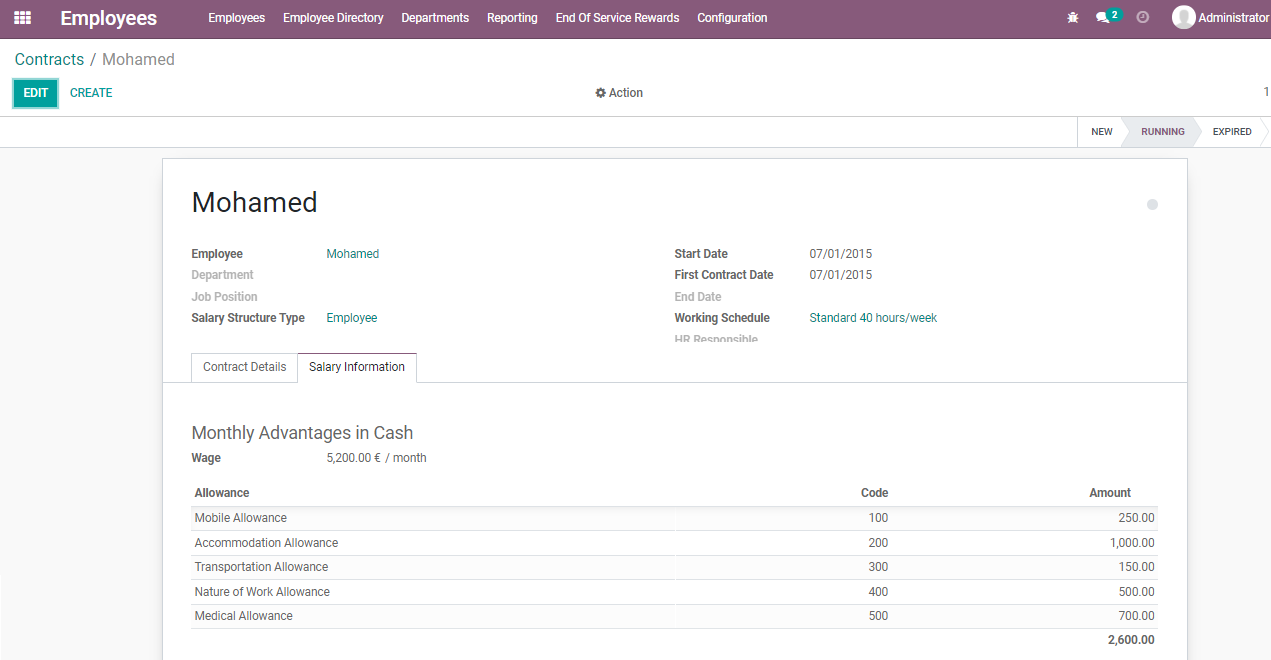 Employees Employees Employee Directory Departments Reporting End Of Service Rewards Configuration 2 Administrator
Contracts / Mohamed
EDIT CREATE Action 1
NEW RUNNING EXPIRED
Mohamed
Employee Mohamed Start Date 07/01/2015
Department First Contract Date 07/01/2015
Job Position End Date
Salary Structure Type Employee Working Schedule Standard 40 hours/week
HR Responsible
Contract Details Salary Information
Monthly Advantages in Cash
Wage 5,200.00 € / month
Allowance Code Amount
Mobile Allowance 100 250.00
Accommodation Allowance 200 1,000.00
Transportation Allowance 300 150.00
Nature of Work Allowance 400 500.00
Medical Allowance 500 700.00
2,600.00